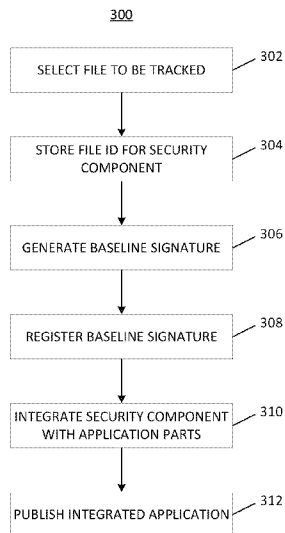 300
SELECT FILE TO BE TRACKED
302
STORE FILE ID FOR SECURITY
COMPONENT
304
GENERATE BASELINE SIGNATURE
306
REGISTER BASELINE SIGNATURE
308
INTEGRATE SECURITY COMPONENT
WITH APPLICATION PARTS
310
PUBLISH INTEGRATED APPLICATION
312